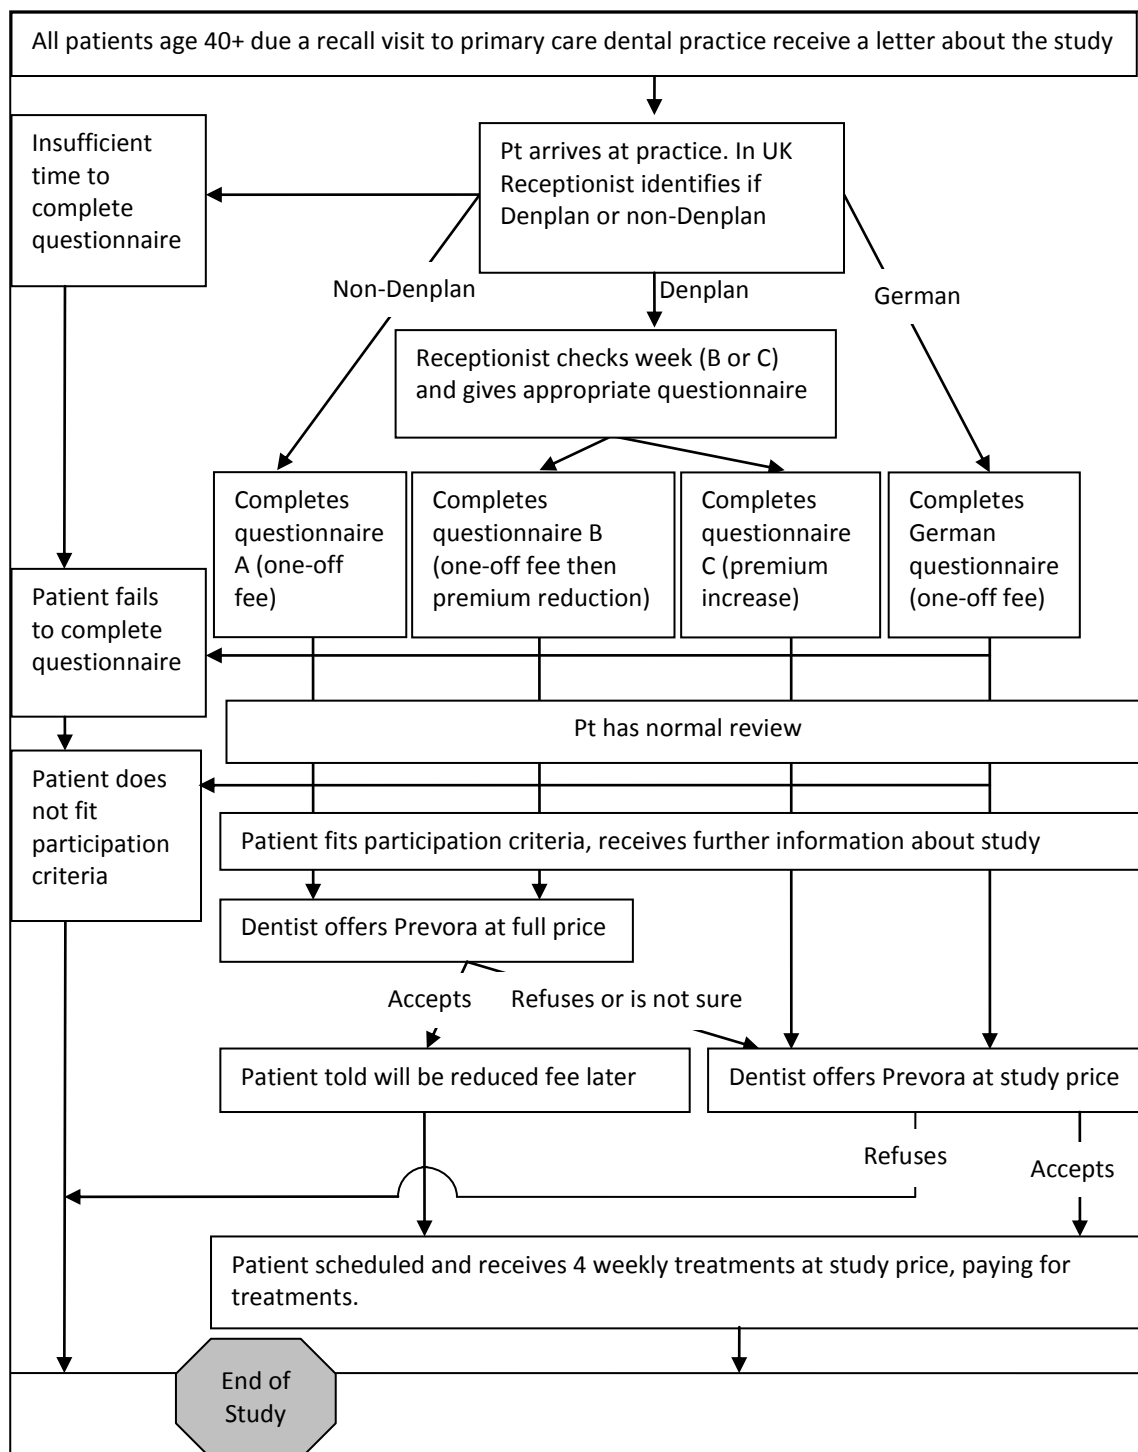 All patients age 40+ due a recall visit to primary care dental practice receive a letter about the study
Insufficient
time to
complete
questionnaire
Pt arrives at practice. In UK
Receptionist identifies if
Denplan or non-Denplan
Non-Denplan
Denplan
German
Receptionist checks week (B or C)
and gives appropriate questionnaire
Completes
questionnaire
A (one-off
fee)
Completes
questionnaire B
(one-off fee then
premium reduction)
Completes
questionnaire
C (premium
increase)
Completes
German
questionnaire
(one-off fee)
Patient fails
to complete
questionnaire
Pt has normal review
Patient does
not fit
participation
criteria
Patient fits participation criteria, receives further information about study
Dentist offers Prevora at full price
Accepts
Refuses or is not sure
Patient told will be reduced fee later
Dentist offers Prevora at study price
Refuses
Accepts
Patient scheduled and receives 4 weekly treatments at study price, paying for
treatments.
End of
Study